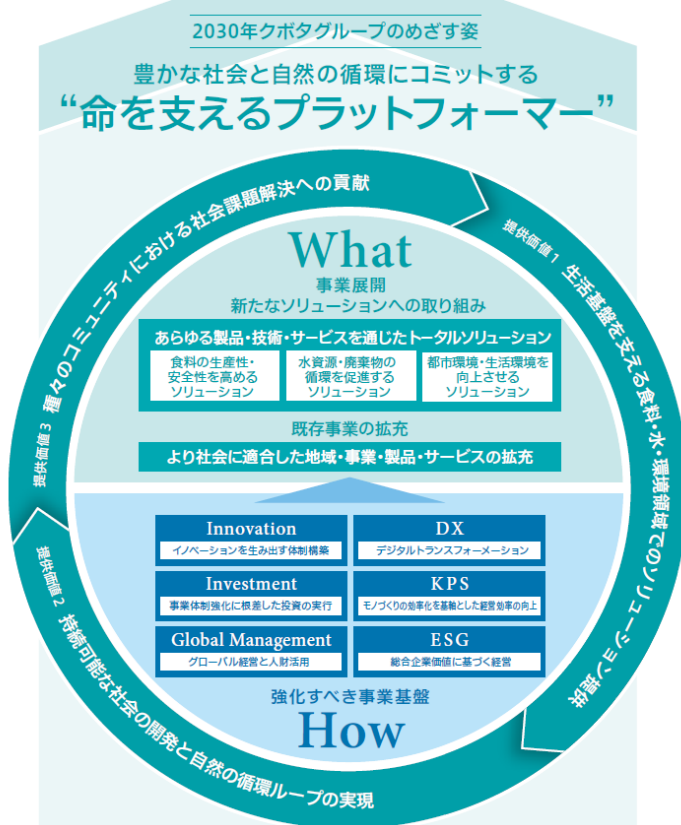 2030年クボタグループのめざす姿
豊かな社会と自然の循環にコミットする
“命を支えるプラットフォーマー”
提供価値1 生活基盤を支える食料・水・環境領域でのソリューション提供
提供価値2 持続可能な社会の開発と自然の循環ループの実現
提供価値3 種々のコミュニティにおける社会課題解決への貢献
What
事業展開
新たなソリューションへの取り組み
あらゆる製品・技術・サービスを通じたトータルソリューション
食料の生産性・
安全性を高める
ソリューション
水資源・廃棄物の
循環を促進する
ソリューション
都市環境・生活環境を
向上させる
ソリューション
既存事業の拡充
より社会に適合した地域・事業・製品・サービスの拡充
Innovation
イノベーションを生み出す体制構築
DX
デジタルトランスフォーメーション
Investment
事業体制強化に根差した投資の実行
KPS
モノづくりの効率化を基軸とした経営効率の向上
Global Management
グローバル経営と人財活用
ESG
総合企業価値に基づく経営
強化すべき事業基盤
How